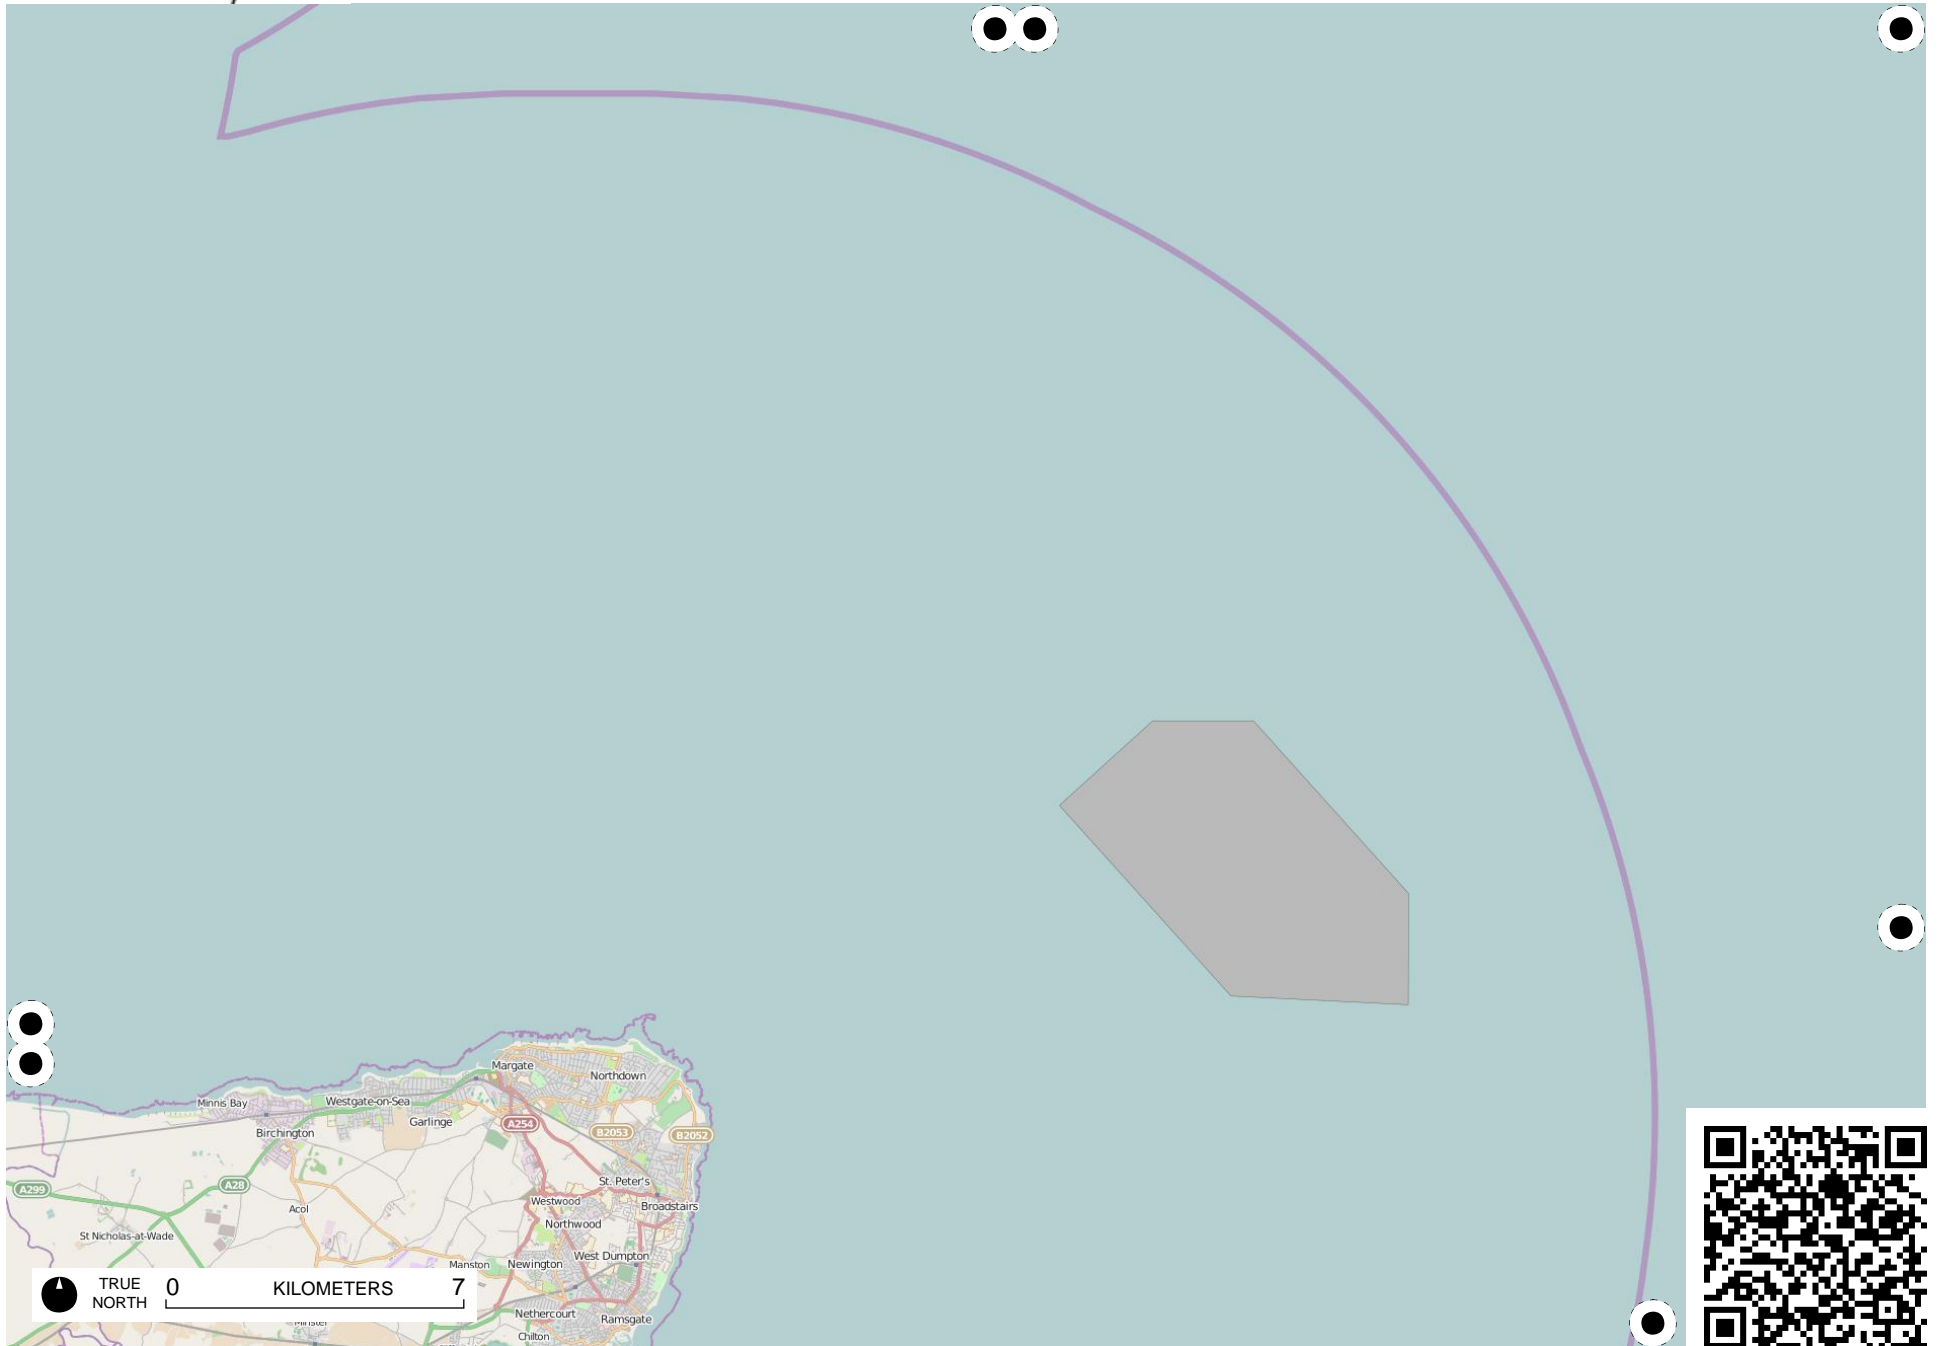 Margate
Northdown
Minnis Bay
Westgate-on-Sea
Garlinge
A254
B2053
B2052
Birchington
A299
A28
St. Peter's
Westwood
Broadstairs
Acol
Northwood
St Nicholas-at-Wade
West Dumpton
Manston
Newington
TRUE
NORTH
0 KILOMETERS 7
Nethercourt
Ramsgate
Minster
Chilton